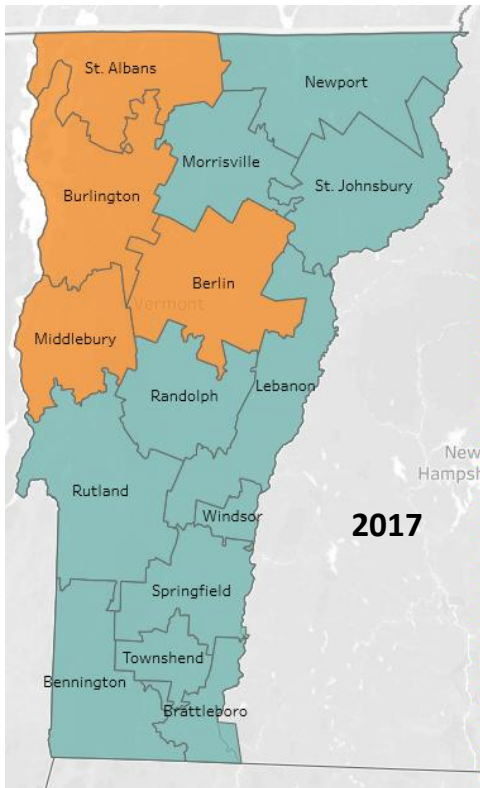 St. Albans
Newport
Morrisville
St. Johnsbury
Burlington
Berlin
Vermont
Middlebury
Lebanon
Randolph
New
Hampsh
Rutland
Windsor
2017
Springfield
Townshend
Bennington
Brattleboro